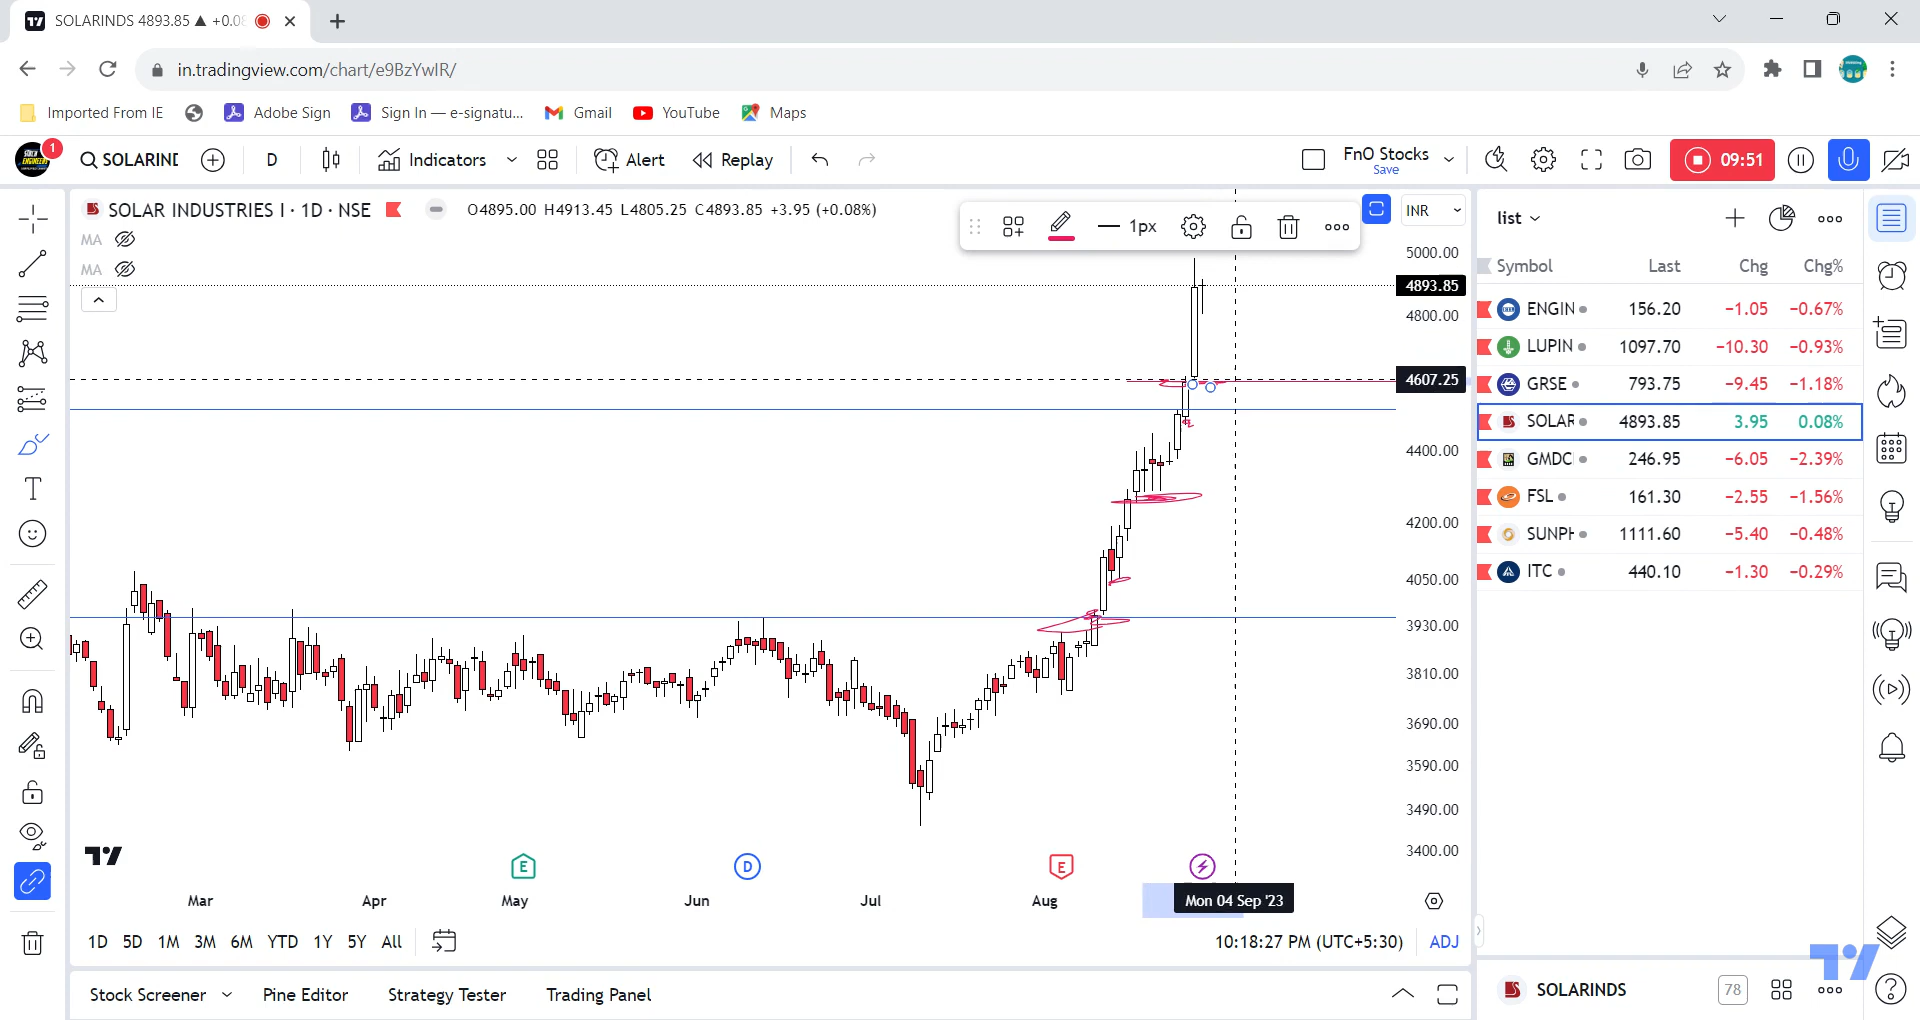 SOLARINDS 4893.85 ▲ +0.08
in.tradingview.com/chart/e9BzYwIR/
Imported From IE
Adobe Sign
Sign In — e-signatu...
Gmail
YouTube
Maps
1
SOLARIND
D
Indicators
Alert
Replay
FnO Stocks
Save
09:51
SOLAR INDUSTRIES I · 1D · NSE
O4895.00 H4913.45 L4805.25 C4893.85 +3.95 (+0.08%)
MA
MA
1px
INR
5000.00
4893.85
4800.00
4607.25
4400.00
4200.00
4050.00
3930.00
3810.00
3690.00
3590.00
3490.00
3400.00
E
D
E
Mar
Apr
May
Jun
Jul
Aug
Mon 04 Sep '23
1D 5D 1M 3M 6M YTD 1Y 5Y All
10:18:27 PM (UTC+5:30)
ADJ
Stock Screener
Pine Editor
Strategy Tester
Trading Panel
list
Symbol Last Chg Chg%
ENGIN 156.20 −1.05 −0.67%
LUPIN 1097.70 −10.30 −0.93%
GRSE 793.75 −9.45 −1.18%
SOLAR 4893.85 3.95 0.08%
GMDC 246.95 −6.05 −2.39%
FSL 161.30 −2.55 −1.56%
SUNPH 1111.60 −5.40 −0.48%
ITC 440.10 −1.30 −0.29%
SOLARINDS
78